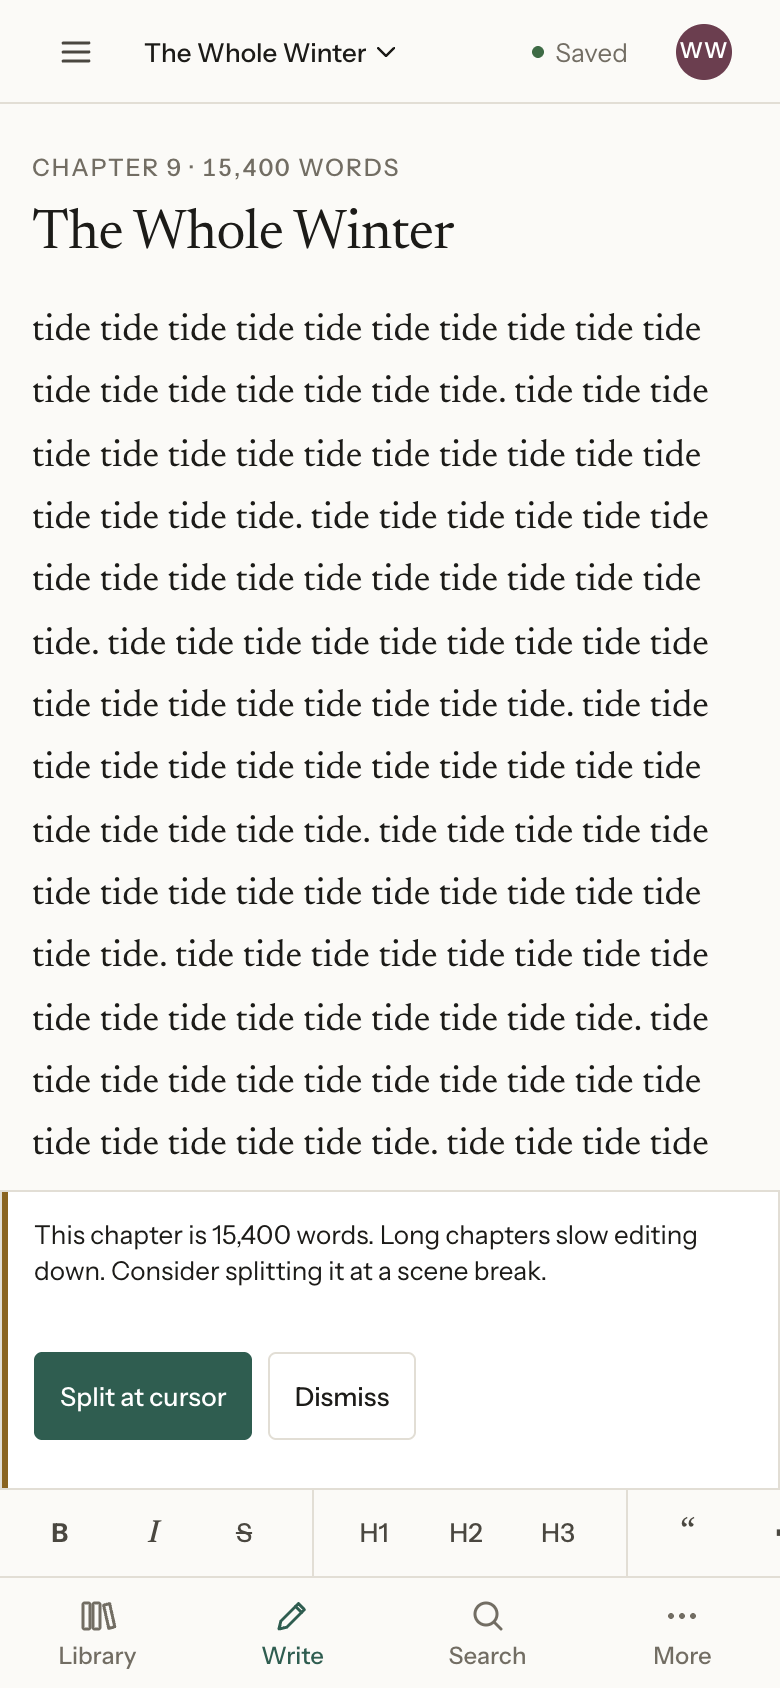 The Whole Winter
Saved
WW
CHAPTER 9 · 15,400 WORDS
The Whole Winter
tide tide tide tide tide tide tide tide tide tide
tide tide tide tide tide tide tide. tide tide tide
tide tide tide tide tide tide tide tide tide tide
tide tide tide tide. tide tide tide tide tide tide
tide tide tide tide tide tide tide tide tide tide
tide. tide tide tide tide tide tide tide tide tide
tide tide tide tide tide tide tide tide. tide tide
tide tide tide tide tide tide tide tide tide tide
tide tide tide tide tide. tide tide tide tide tide
tide tide tide tide tide tide tide tide tide tide
tide tide. tide tide tide tide tide tide tide tide
tide tide tide tide tide tide tide tide tide. tide
tide tide tide tide tide tide tide tide tide tide
tide tide tide tide tide tide. tide tide tide tide
This chapter is 15,400 words. Long chapters slow editing
down. Consider splitting it at a scene break.
Split at cursor
Dismiss
B I S H1 H2 H3 “
Library
Write
Search
More